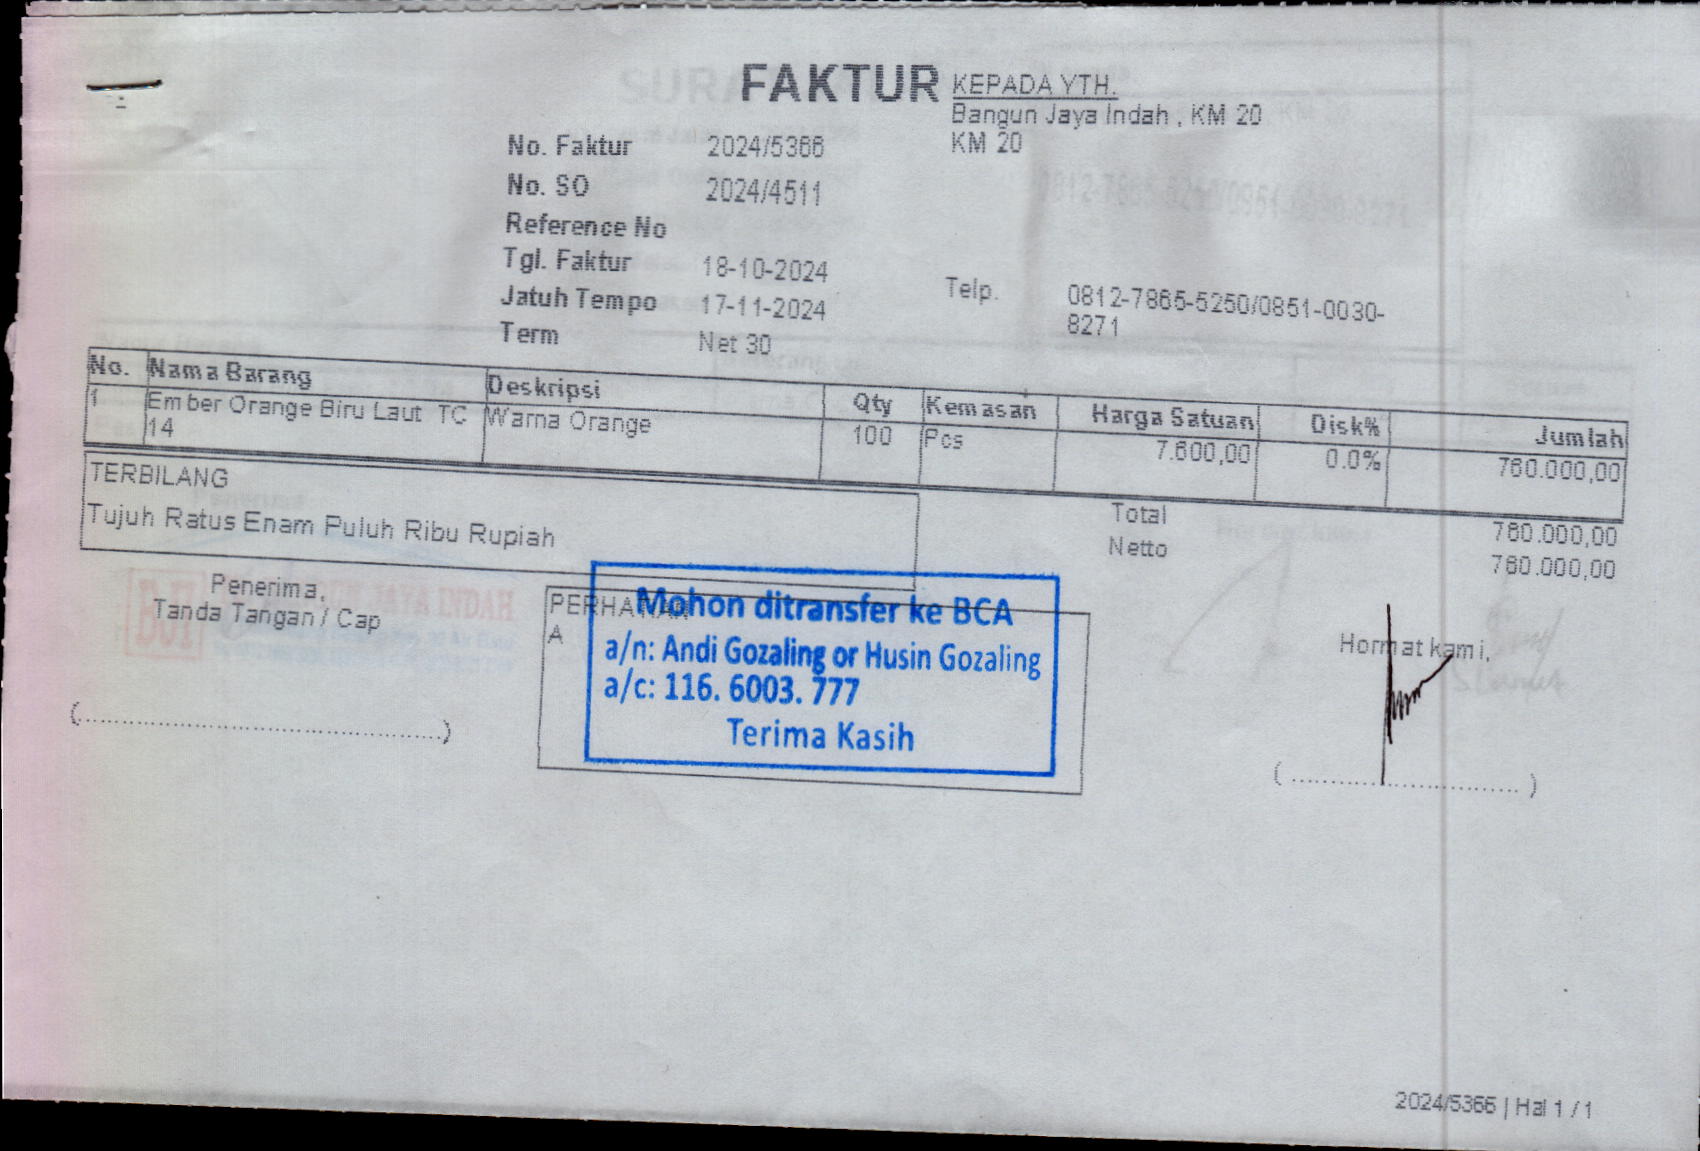 FAKTUR
KEPADA YTH.
Bangun Jaya Indah , KM 20
KM 20
No. Faktur 2024/5366
No. SO 2024/4511
Reference No
Tgl. Faktur 18-10-2024
Jatuh Tempo 17-11-2024
Term Net 30
Telp. 0812-7865-5250/0851-0030-
8271
No. Nama Barang Deskripsi Qty Kemasan Harga Satuan Disk% Jumlah
1 Ember Orange Biru Laut TC Warna Orange 100 Pcs 7.600,00 0.0% 760.000,00
14
TERBILANG
Tujuh Ratus Enam Puluh Ribu Rupiah
Total 760.000,00
Netto 760.000,00
Penerima,
Tanda Tangan / Cap
(........................................)
PERHA
A
Mohon ditransfer ke BCA
a/n: Andi Gozaling or Husin Gozaling
a/c: 116. 6003. 777
Terima Kasih
Hormat kami,
(................................)
2024/5366 | Hal 1 / 1